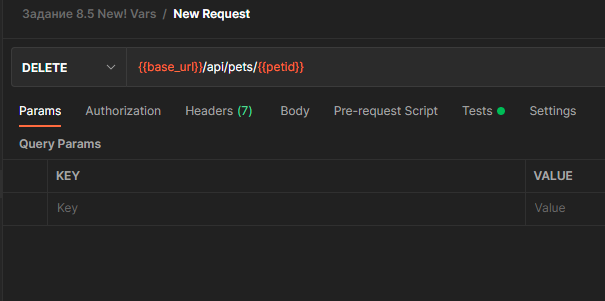 Задание 8.5 New! Vars / New Request
DELETE {{base_url}}/api/pets/{{petid}}
Params Authorization Headers (7) Body Pre-request Script Tests Settings
Query Params
KEY VALUE
Key Value